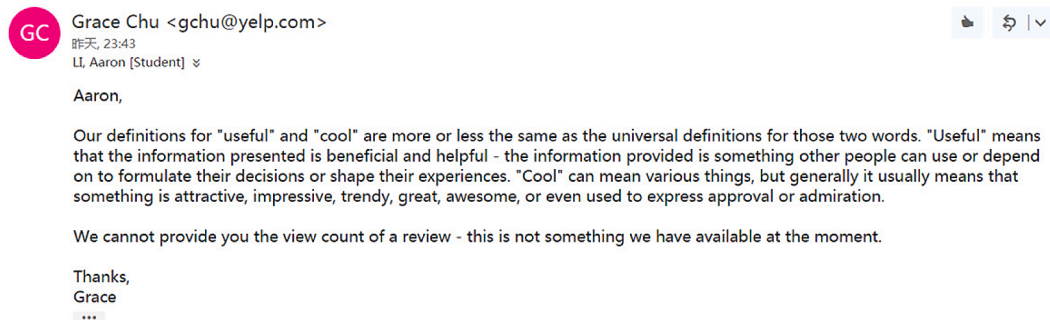 GC
Grace Chu <gchu@yelp.com>
昨天, 23:43
LI, Aaron [Student]
Aaron,
Our definitions for "useful" and "cool" are more or less the same as the universal definitions for those two words. "Useful" means
that the information presented is beneficial and helpful - the information provided is something other people can use or depend
on to formulate their decisions or shape their experiences. "Cool" can mean various things, but generally it usually means that
something is attractive, impressive, trendy, great, awesome, or even used to express approval or admiration.
We cannot provide you the view count of a review - this is not something we have available at the moment.
Thanks,
Grace
...